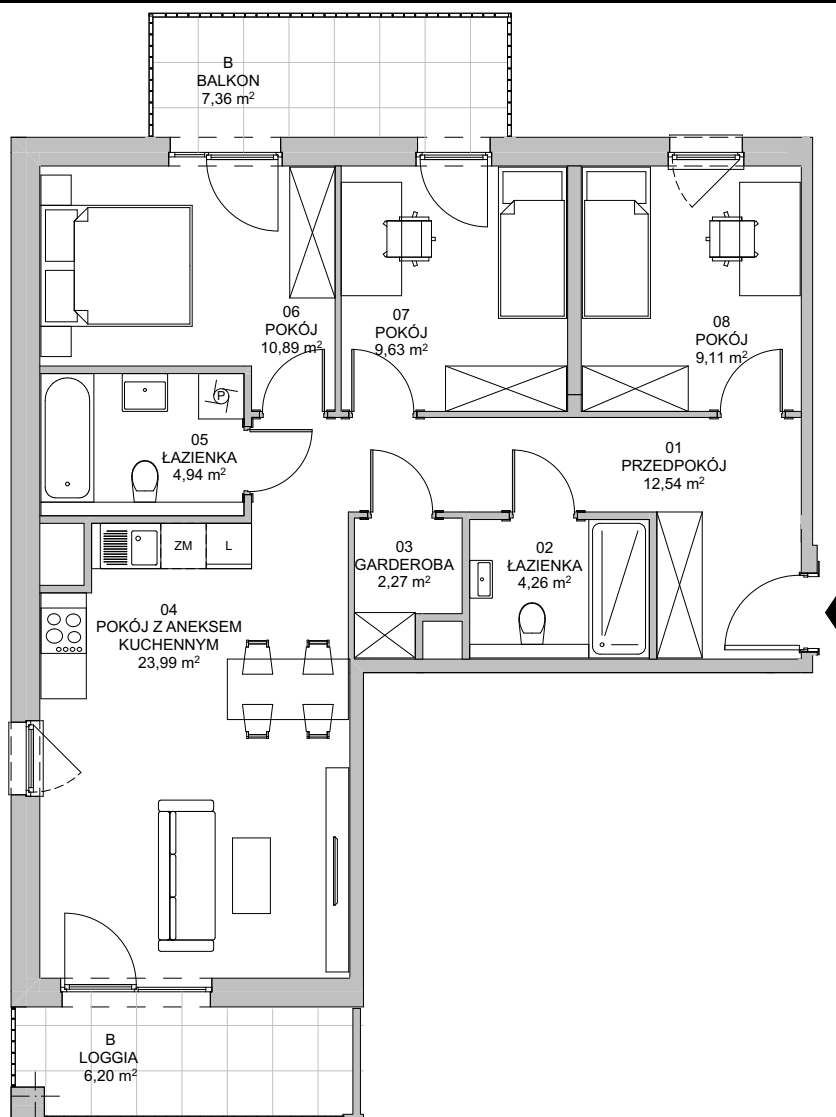 B
BALKON
7,36 m²
06
POKÓJ
10,89 m²
07
POKÓJ
9,63 m²
08
POKÓJ
9,11 m²
P
05
ŁAZIENKA
4,94 m²
01
PRZEDPOKÓJ
12,54 m²
ZM
L
03
GARDEROBA
2,27 m²
02
ŁAZIENKA
4,26 m²
04
POKÓJ Z ANEKSEM
KUCHENNYM
23,99 m²
B
LOGGIA
6,20 m²